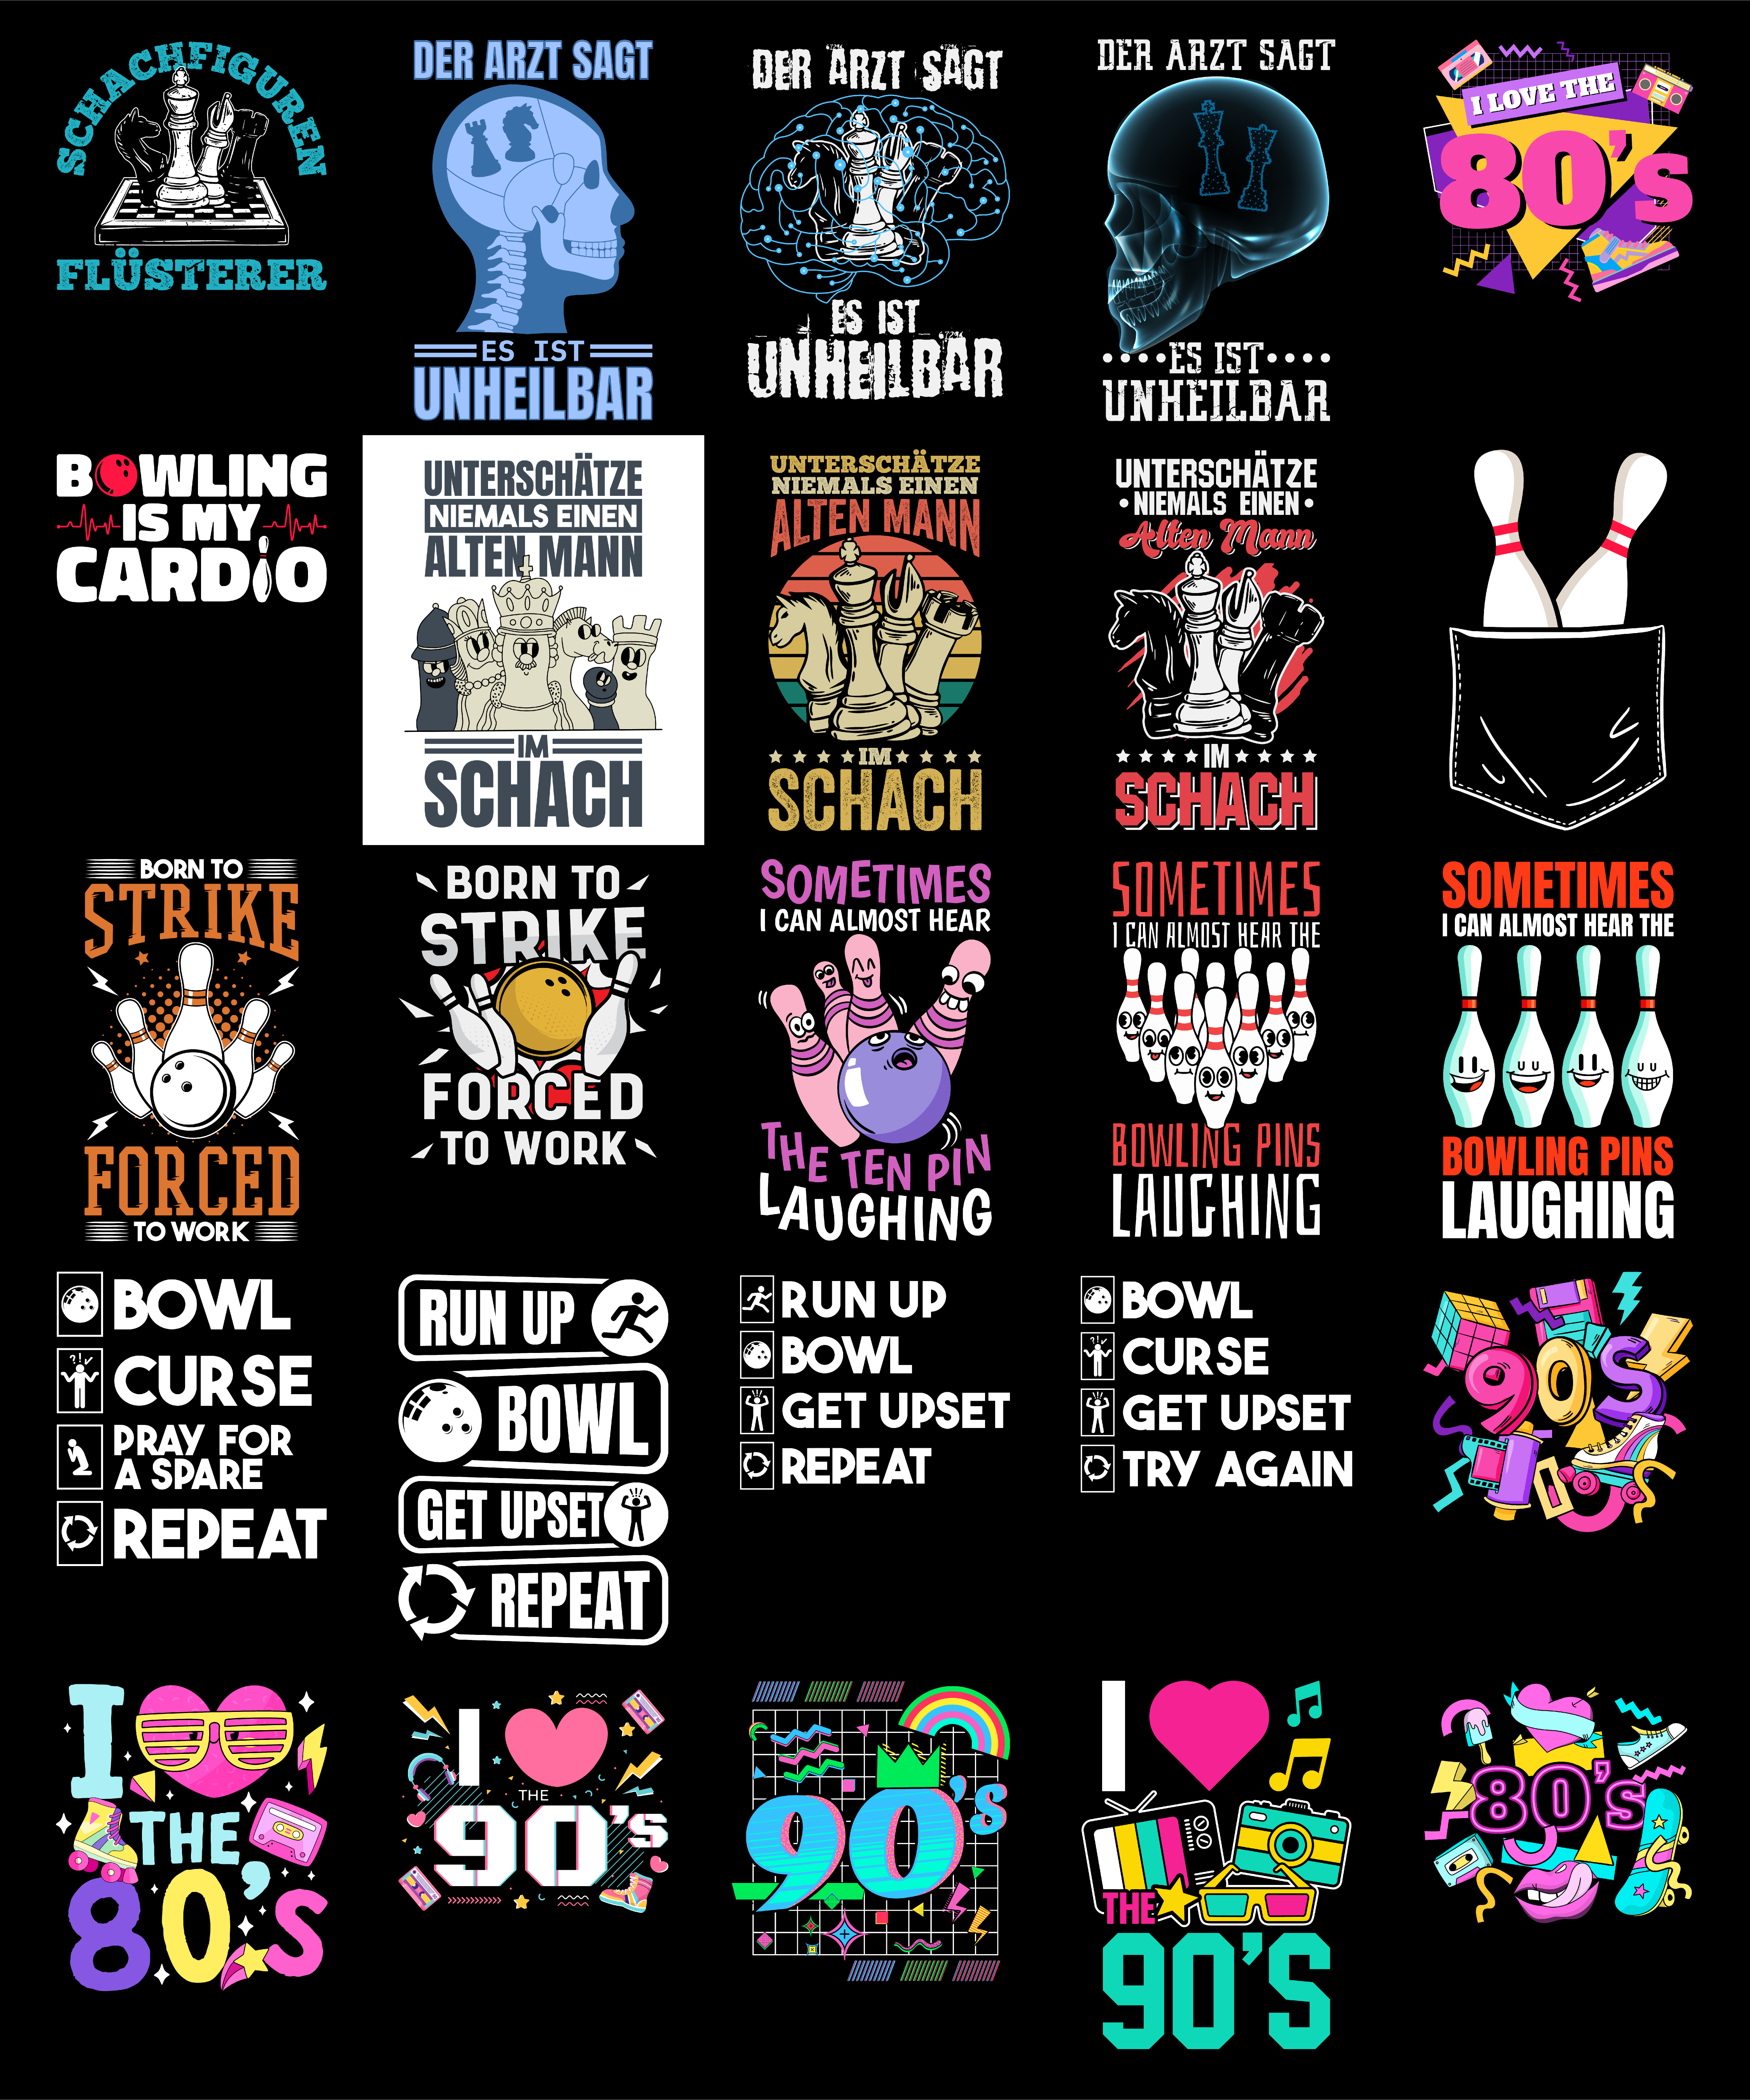 SCHACHFIGUREN
FLÜSTERER
DER ARZT SAGT
ES IST
UNHEILBAR
DER ARZT SAGT
ES IST
UNHEILBAR
DER ARZT SAGT
ES IST
UNHEILBAR
I LOVE THE
80's
BOWLING
IS MY
CARDIO
UNTERSCHÄTZE
NIEMALS EINEN
ALTEN MANN
IM
SCHACH
UNTERSCHÄTZE
NIEMALS EINEN
ALTEN MANN
IM
SCHACH
UNTERSCHÄTZE
•NIEMALS EINEN•
Alten Mann
IM
SCHACH
BORN TO
STRIKE
FORCED
TO WORK
BORN TO
STRIKE
FORCED
TO WORK
SOMETIMES
I CAN ALMOST HEAR
THE TEN PIN
LAUGHING
SOMETIMES
I CAN ALMOST HEAR THE
BOWLING PINS
LAUGHING
SOMETIMES
I CAN ALMOST HEAR THE
BOWLING PINS
LAUGHING
BOWL
CURSE
PRAY FOR
A SPARE
REPEAT
RUN UP
BOWL
GET UPSET
REPEAT
RUN UP
BOWL
GET UPSET
REPEAT
BOWL
CURSE
GET UPSET
TRY AGAIN
90S
I
THE
80's
I
THE
90's
90's
I
THE
90'S
80's